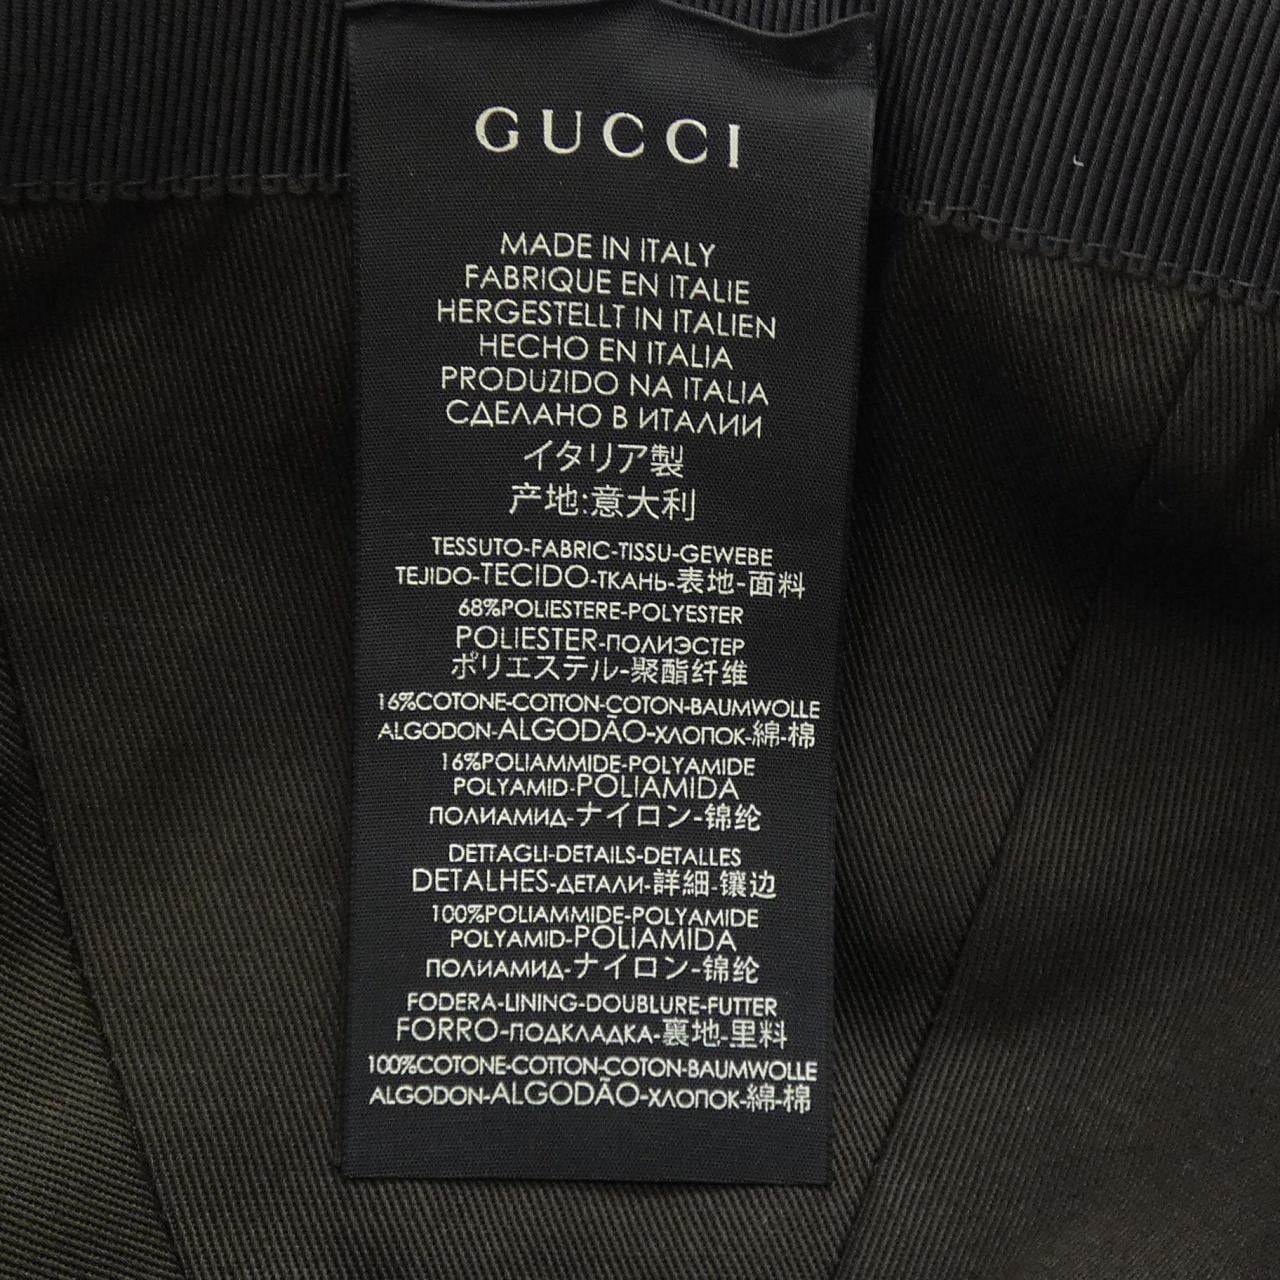 GUCCI
MADE IN ITALY
FABRIQUE EN ITALIE
HERGESTELLT IN ITALIEN
HECHO EN ITALIA
PRODUZIDO NA ITALIA
СДЕЛАНО В ИТАЛИИ
イタリア製
产地:意大利
TESSUTO-FABRIC-TISSU-GEWEBE
TEJIDO-TECIDO-ТКАНЬ-表地-面料
68%POLIESTERE-POLYESTER
POLIESTER-ПОЛИЭСТЕР
ポリエステル-聚酯纤维
16%COTONE-COTTON-COTON-BAUMWOLLE
ALGODON-ALGODÃO-ХЛОПОК-綿-棉
16%POLIAMMIDE-POLYAMIDE
POLYAMID-POLIAMIDA
ПОЛИАМИД-ナイロン-锦纶
DETTAGLI-DETAILS-DETALLES
DETALHES-ДЕТАЛИ-詳細-镶边
100%POLIAMMIDE-POLYAMIDE
POLYAMID-POLIAMIDA
ПОЛИАМИД-ナイロン-锦纶
FODERA-LINING-DOUBLURE-FUTTER
FORRO-ПОДКЛАДКА-裏地-里料
100%COTONE-COTTON-COTON-BAUMWOLLE
ALGODON-ALGODÃO-ХЛОПОК-綿-棉